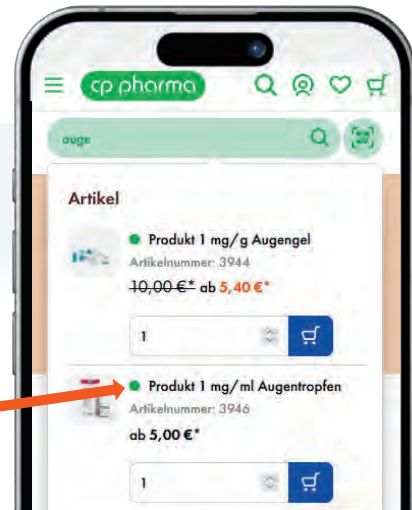 cp pharma
auge
Artikel
Produkt 1 mg/g Augengel
Artikelnummer: 3944
10,00 €* ab 5,40 €*
1
Produkt 1 mg/ml Augentropfen
Artikelnummer: 3946
ab 5,00 €*
1